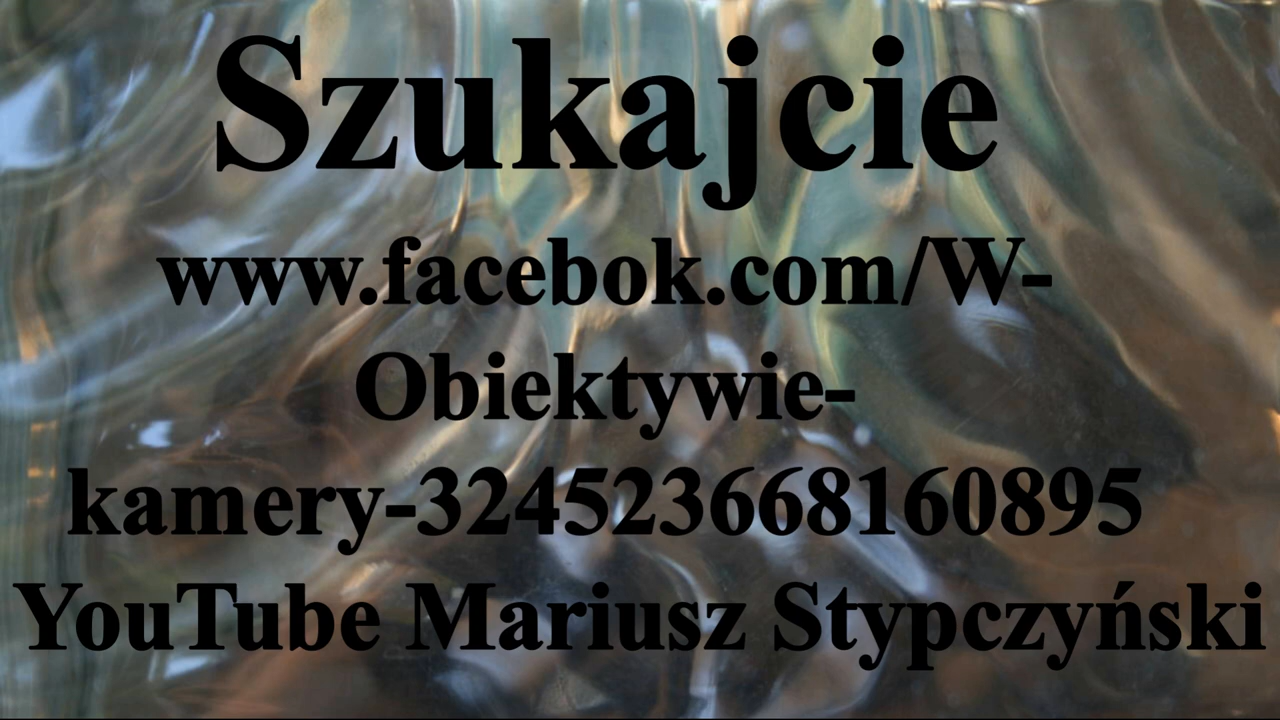 Szukajcie
www.facebok.com/W-
Obiektywie-
kamery-324523668160895
YouTube Mariusz Stypczyński